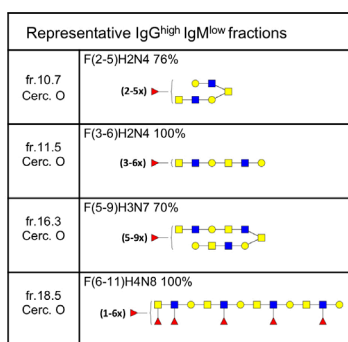 Representative IgGhigh IgMlow fractions
fr.10.7
Cerc. O
F(2-5)H2N4 76%
(2-5x)
fr.11.5
Cerc. O
F(3-6)H2N4 100%
(3-6x)
fr.16.3
Cerc. O
F(5-9)H3N7 70%
(5-9x)
fr.18.5
Cerc. O
F(6-11)H4N8 100%
(1-6x)